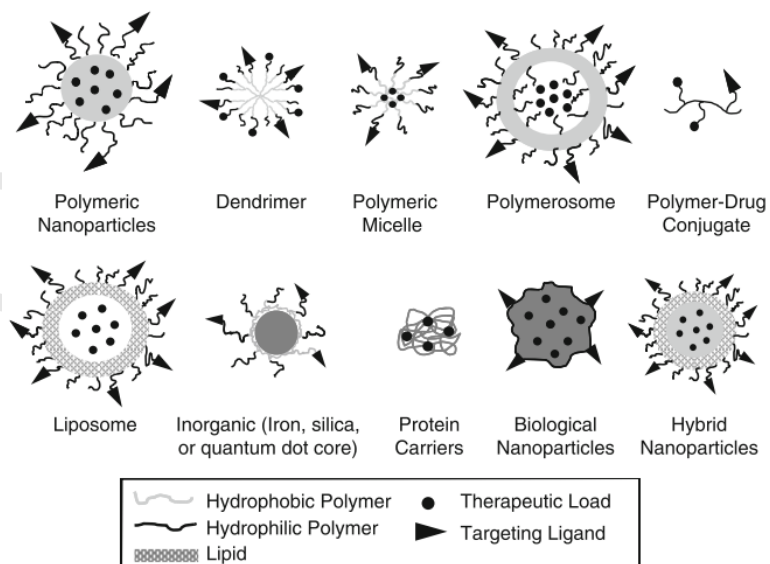 Polymeric
Nanoparticles
Dendrimer
Polymeric
Micelle
Polymerosome
Polymer-Drug
Conjugate
Liposome
Inorganic (Iron, silica,
or quantum dot core)
Protein
Carriers
Biological
Nanoparticles
Hybrid
Nanoparticles
Hydrophobic Polymer
Hydrophilic Polymer
Lipid
Therapeutic Load
Targeting Ligand